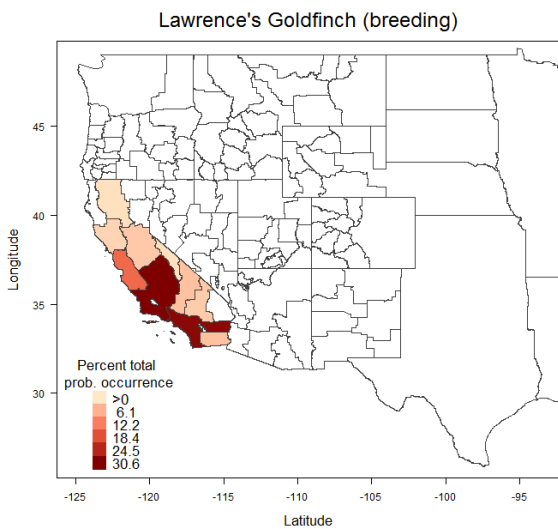 Lawrence's Goldfinch (breeding)
Longitude
45
40
35
30
Percent total
prob. occurrence
>0
6.1
12.2
18.4
24.5
30.6
-125 -120 -115 -110 -105 -100 -95
Latitude